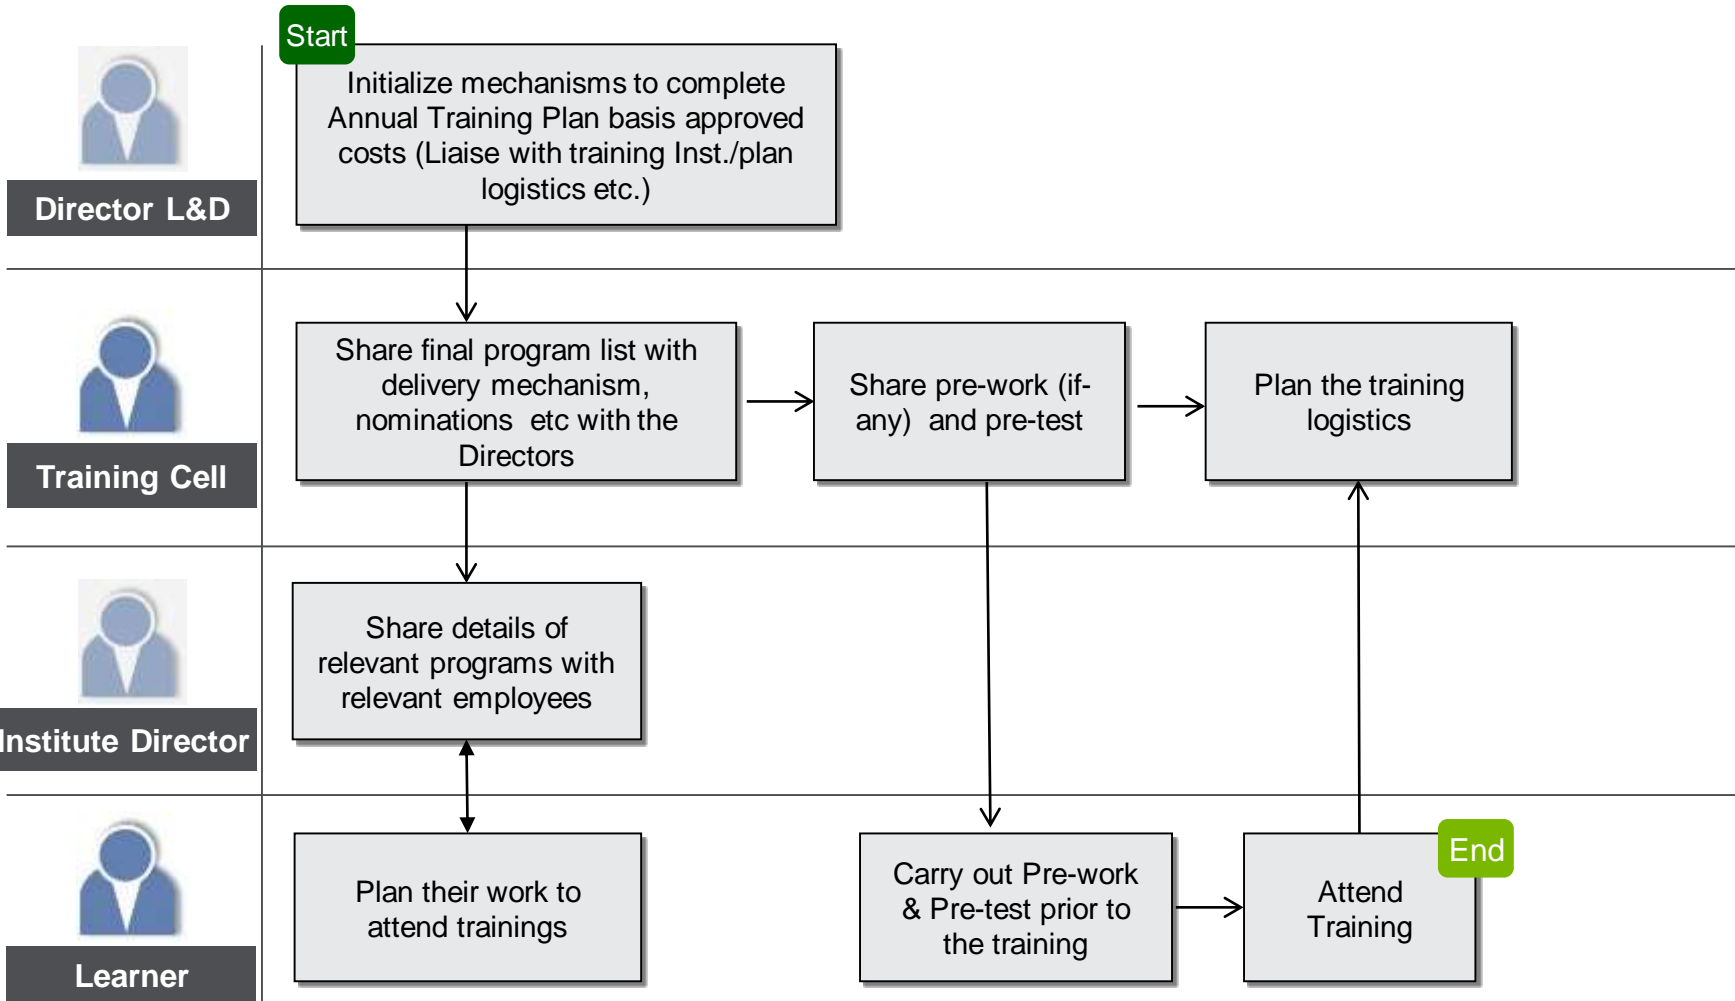 Start
Initialize mechanisms to complete
Annual Training Plan basis approved
costs (Liaise with training Inst./plan
logistics etc.)
Director L&D
Share final program list with
delivery mechanism,
nominations etc with the
Directors
Share pre-work (if-
any) and pre-test
Plan the training
logistics
Training Cell
Share details of
relevant programs with
relevant employees
Institute Director
Plan their work to
attend trainings
Carry out Pre-work
& Pre-test prior to
the training
End
Attend
Training
Learner